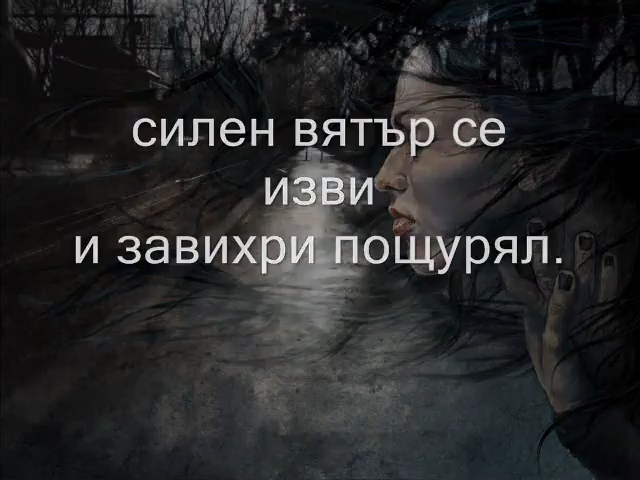 силен вятър се
изви
и завихри пощурял.